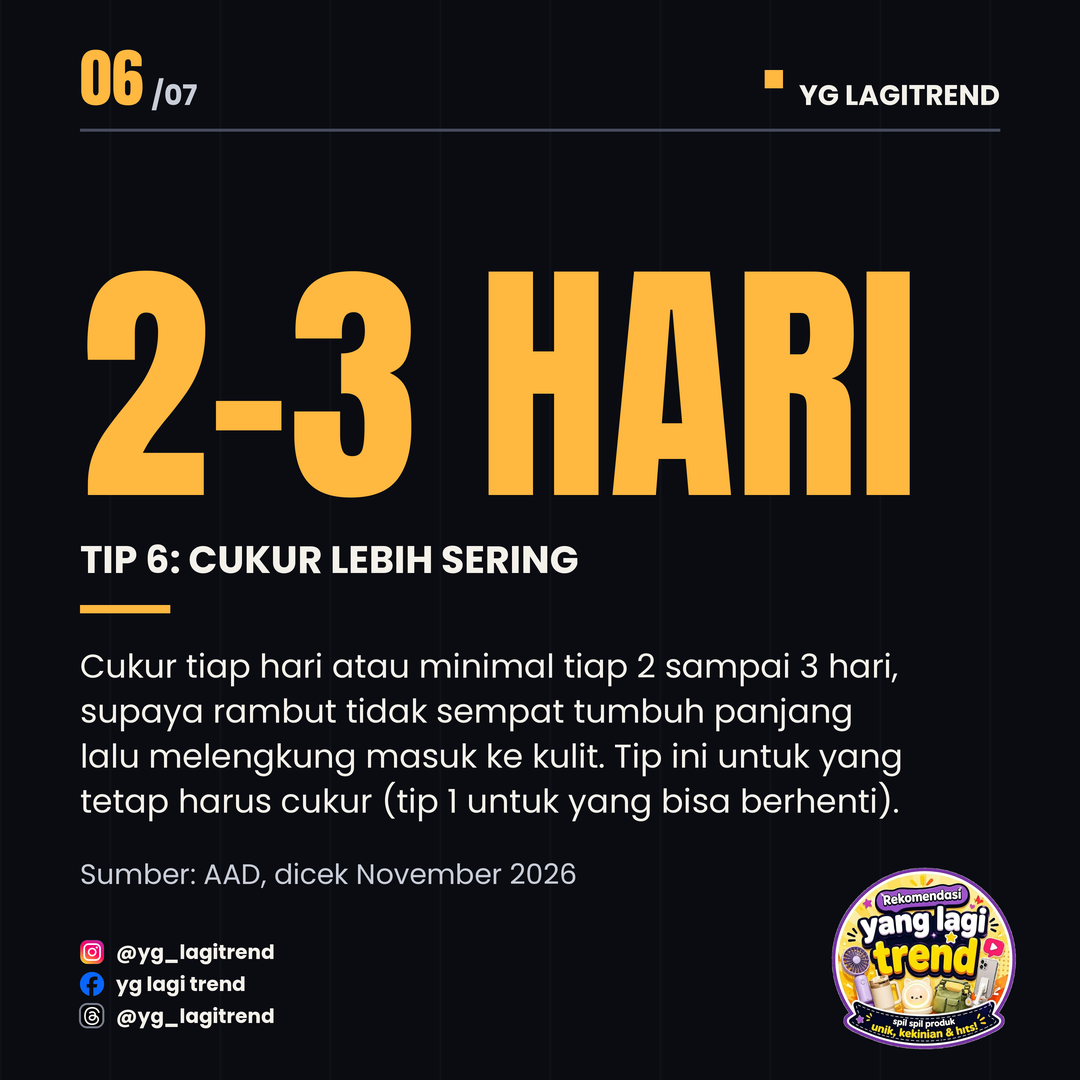 06 /07
YG LAGITREND
2-3 HARI
TIP 6: CUKUR LEBIH SERING
Cukur tiap hari atau minimal tiap 2 sampai 3 hari,
supaya rambut tidak sempat tumbuh panjang
lalu melengkung masuk ke kulit. Tip ini untuk yang
tetap harus cukur (tip 1 untuk yang bisa berhenti).
Sumber: AAD, dicek November 2026
@yg_lagitrend
yg lagi trend
@yg_lagitrend
Rekomendasi
yang lagi
trend
spil spil produk
unik, kekinian & hits!